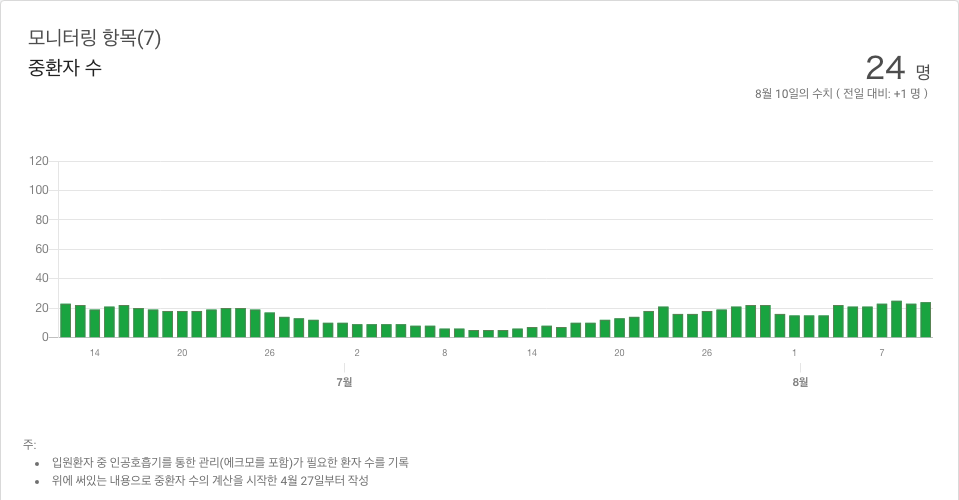 모니터링 항목(7)
중환자 수
24 명
8월 10일의 수치 ( 전일 대비: +1 명 )
120
100
80
60
40
20
0
14 20 26 2 8 14 20 26 1 7
7월 8월
주:
• 입원환자 중 인공호흡기를 통한 관리(에크모를 포함)가 필요한 환자 수를 기록
• 위에 써있는 내용으로 중환자 수의 계산을 시작한 4월 27일부터 작성